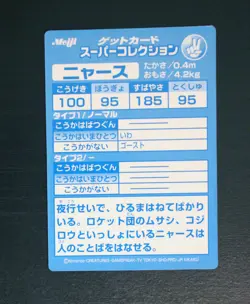 Meiji
ゲットカード
スーパーコレクション
ニャース
たかさ/0.4m
おもさ/4.2kg
こうげき ぼうぎょ すばやさ とくしゅ
100 95 185 95
タイプ1/ノーマル
こうかばつぐん
こうかがいまひとつ いわ
こうかがない ゴースト
タイプ2/ー
こうかばつぐん
こうかがいまひとつ
こうかがない
夜行せいで、ひるまはねてばかり
いる。ロケット団のムサシ、コジ
ロウといっしょにいるニャースは
人のことばをはなせる。